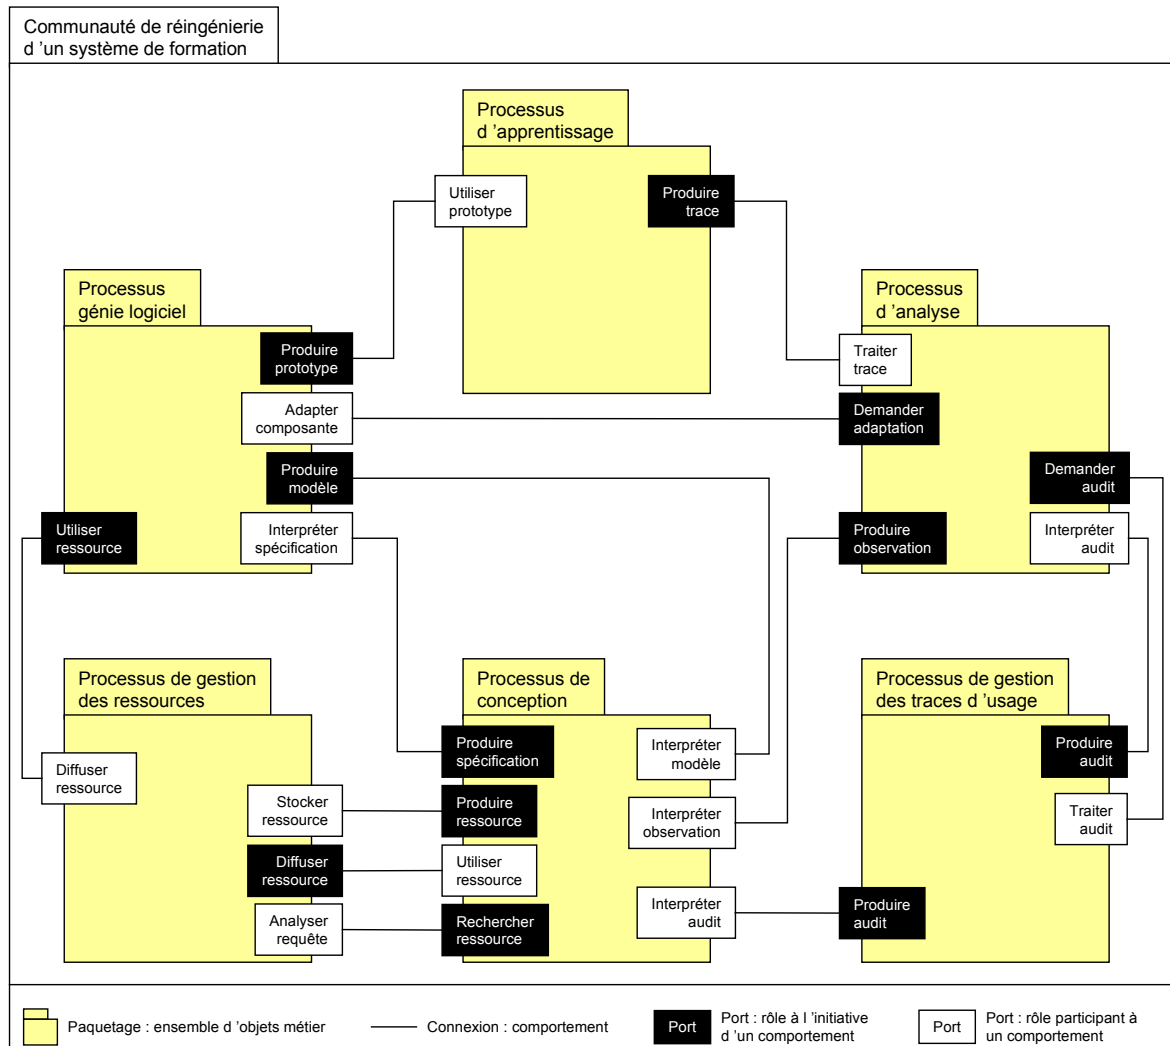 Communauté de réingénierie
d 'un système de formation
Processus
d 'apprentissage
Utiliser
prototype
Produire
trace
Processus
génie logiciel
Produire
prototype
Adapter
composante
Produire
modèle
Utiliser
ressource
Interpréter
spécification
Processus
d 'analyse
Traiter
trace
Demander
adaptation
Demander
audit
Produire
observation
Interpréter
audit
Processus de gestion
des ressources
Diffuser
ressource
Stocker
ressource
Diffuser
ressource
Analyser
requête
Processus de
conception
Produire
spécification
Interpréter
modèle
Produire
ressource
Interpréter
observation
Utiliser
ressource
Rechercher
ressource
Interpréter
audit
Processus de gestion
des traces d 'usage
Produire
audit
Traiter
audit
Produire
audit
Paquetage : ensemble d 'objets métier
Connexion : comportement
Port
Port : rôle à l 'initiative
d 'un comportement
Port
Port : rôle participant à
un comportement